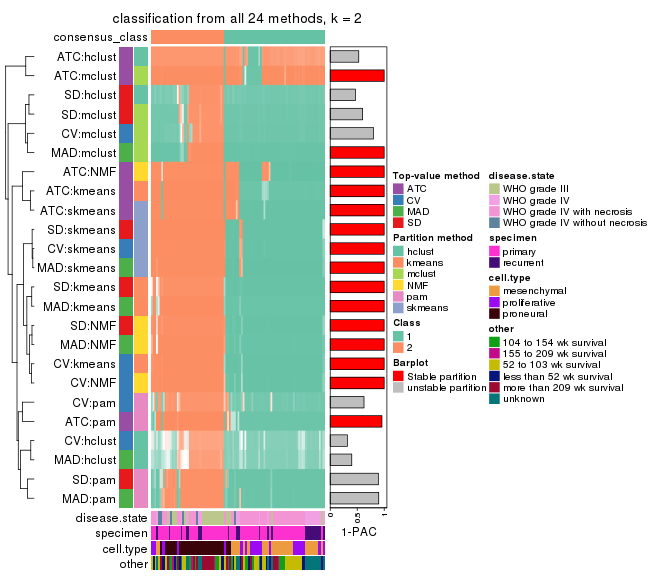 classification from all 24 methods, k = 2
consensus_class
ATC:hclust
ATC:mclust
SD:hclust
SD:mclust
CV:mclust
MAD:mclust
ATC:NMF
ATC:kmeans
ATC:skmeans
SD:skmeans
CV:skmeans
MAD:skmeans
SD:kmeans
MAD:kmeans
SD:NMF
MAD:NMF
CV:kmeans
CV:NMF
CV:pam
ATC:pam
CV:hclust
MAD:hclust
SD:pam
MAD:pam
disease.state
specimen
cell.type
other
0
0.5
1
1-PAC
Top-value method
ATC
CV
MAD
SD
Partition method
hclust
kmeans
mclust
NMF
pam
skmeans
Class
1
2
Barplot
Stable partition
unstable partition
disease.state
WHO grade III
WHO grade IV
WHO grade IV with necrosis
WHO grade IV without necrosis
specimen
primary
recurrent
cell.type
mesenchymal
proliferative
proneural
other
104 to 154 wk survival
155 to 209 wk survival
52 to 103 wk survival
less than 52 wk survival
more than 209 wk survival
unknown